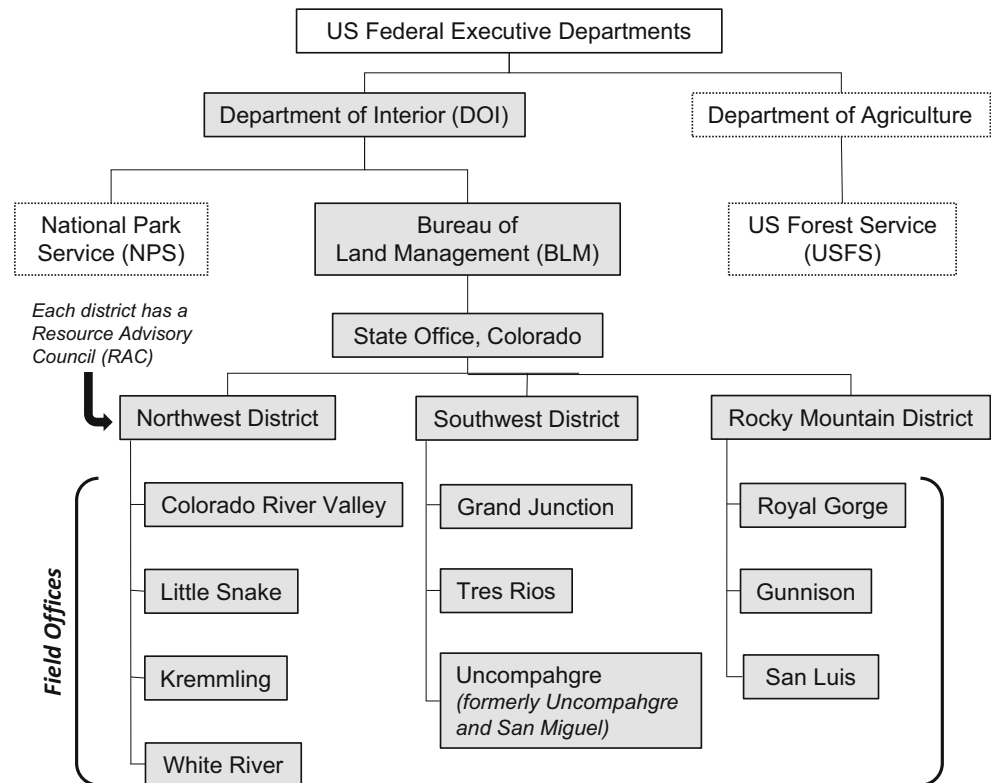 US Federal Executive Departments
Department of Interior (DOI)
Department of Agriculture
National Park
Service (NPS)
Bureau of
Land Management (BLM)
US Forest Service
(USFS)
Each district has a
Resource Advisory
Council (RAC)
State Office, Colorado
Northwest District
Southwest District
Rocky Mountain District
Field Offices
Colorado River Valley
Little Snake
Kremmling
White River
Grand Junction
Tres Rios
Uncompahgre
(formerly Uncompahgre
and San Miguel)
Royal Gorge
Gunnison
San Luis